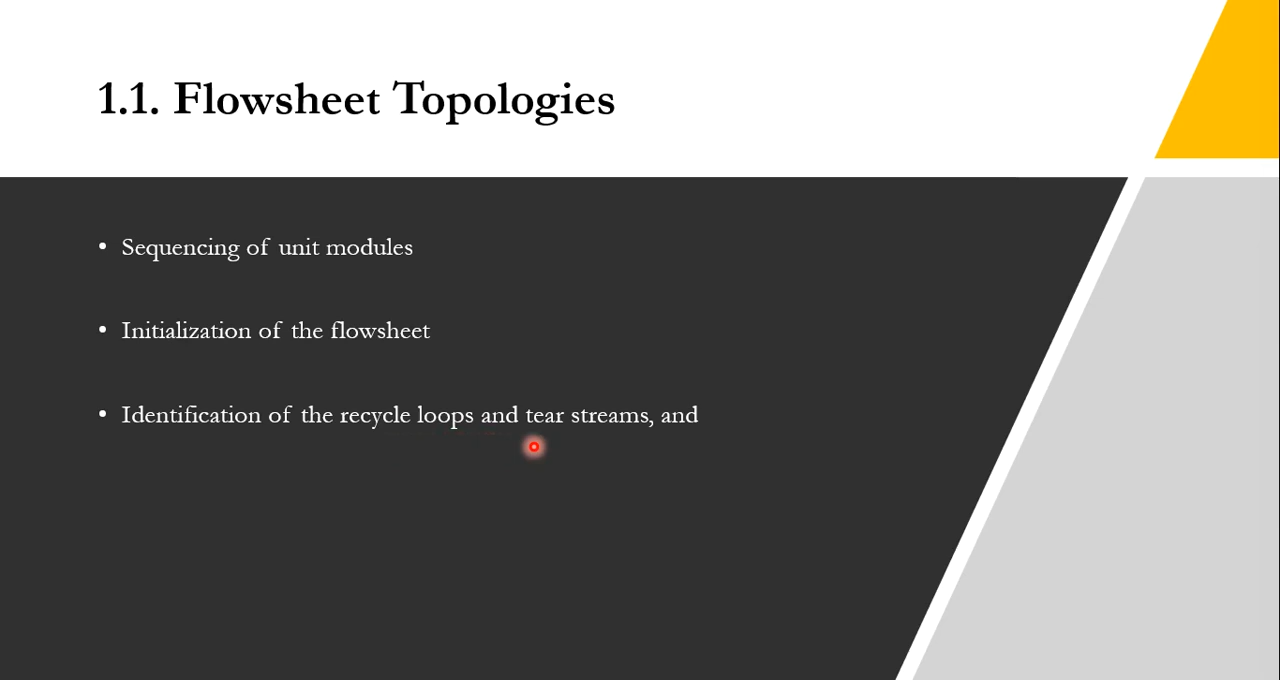 1.1. Flowsheet Topologies
• Sequencing of unit modules
• Initialization of the flowsheet
• Identification of the recycle loops and tear streams, and